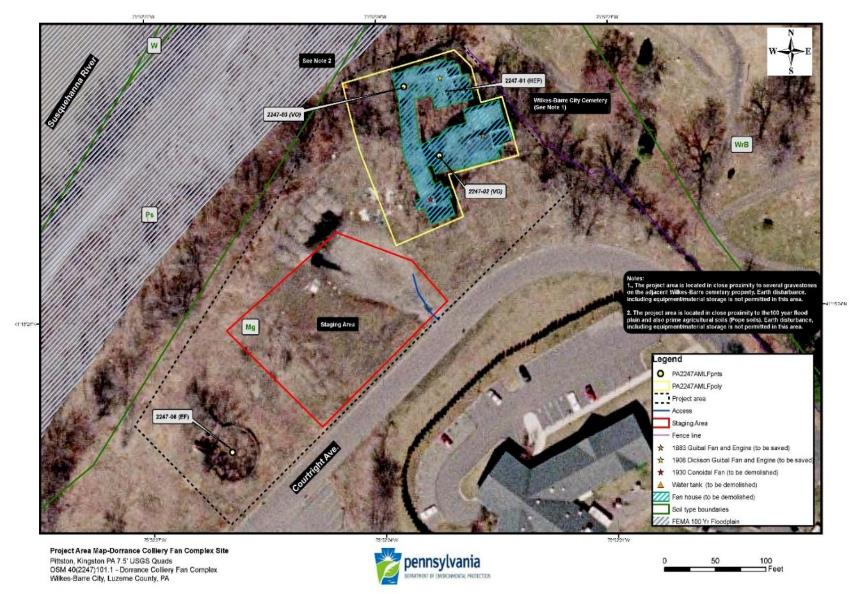 N
W E
S
W
See Note 2
Susquehanna River
2247-01 (HEF)
2247-03 (VO)
Wilkes-Barre City Cemetery
(See Note 1)
WrB
2247-02 (VO)
Ps
Notes:
1., The project area is located in close proximity to several gravestones
on the adjacent Wilkes-Barre cemetery property. Earth disturbance,
including equipment/material storage is not permitted in this area.
2. The project area is located in close proximity to the100 year flood
plain and also prime agricultural soils (Pope soils). Earth disturbance,
including equipment/material storage is not permitted in this area.
Mg
Staging Area
Legend
PA2247AMLFpnts
PA2247AMLFpoly
Project area
Access
Staging Area
Fence line
1883 Guibal Fan and Engine (to be saved)
1908 Dickson Guibal Fan and Engine (to be saved)
1930 Conoidal Fan (to be demolished)
Water tank (to be demolished)
Fan house (to be demolished)
Soil type boundaries
FEMA 100 Yr Floodplain
2247-06 (EF)
Courtright Ave.
Project Area Map-Dorrance Colliery Fan Complex Site
Pittston, Kingston PA 7.5' USGS Quads
OSM 40(2247)101.1 - Dorrance Colliery Fan Complex
Wilkes-Barre City, Luzerne County, PA
pennsylvania
DEPARTMENT OF ENVIRONMENTAL PROTECTION
0 50 100
Feet